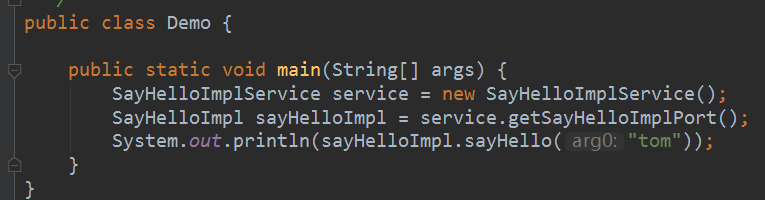 public class Demo {
public static void main(String[] args) {
SayHelloImplService service = new SayHelloImplService();
SayHelloImpl sayHelloImpl = service.getSayHelloImplPort();
System.out.println(sayHelloImpl.sayHello( arg0: "tom"));
}
}